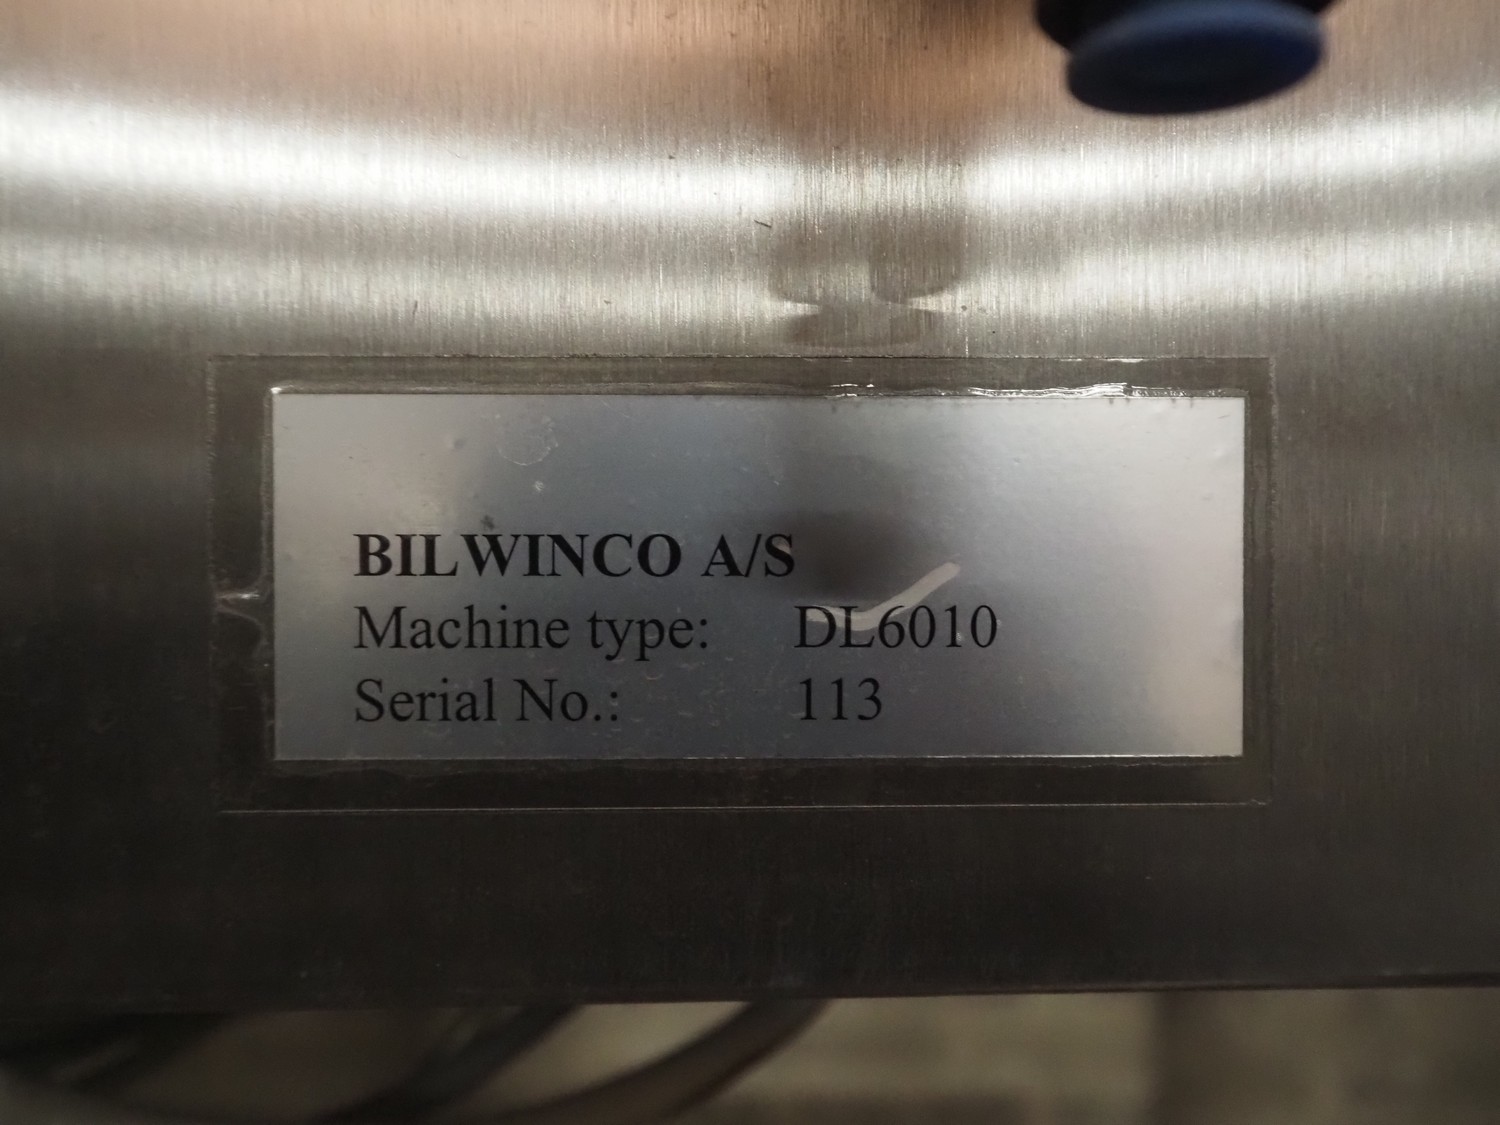 BILWINCO A/S
Machine type: DL6010
Serial No.: 113